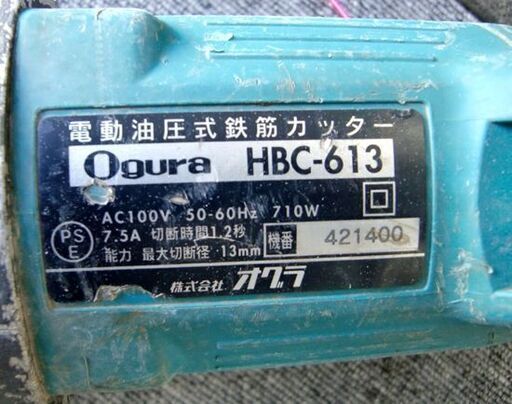 電動油圧式鉄筋カッター
Ogura HBC-613
AC100V 50-60Hz 710W
7.5A 切断時間1.2秒
能力 最大切断径 13mm
PS
E
機番 421400
株式会社 オグラ